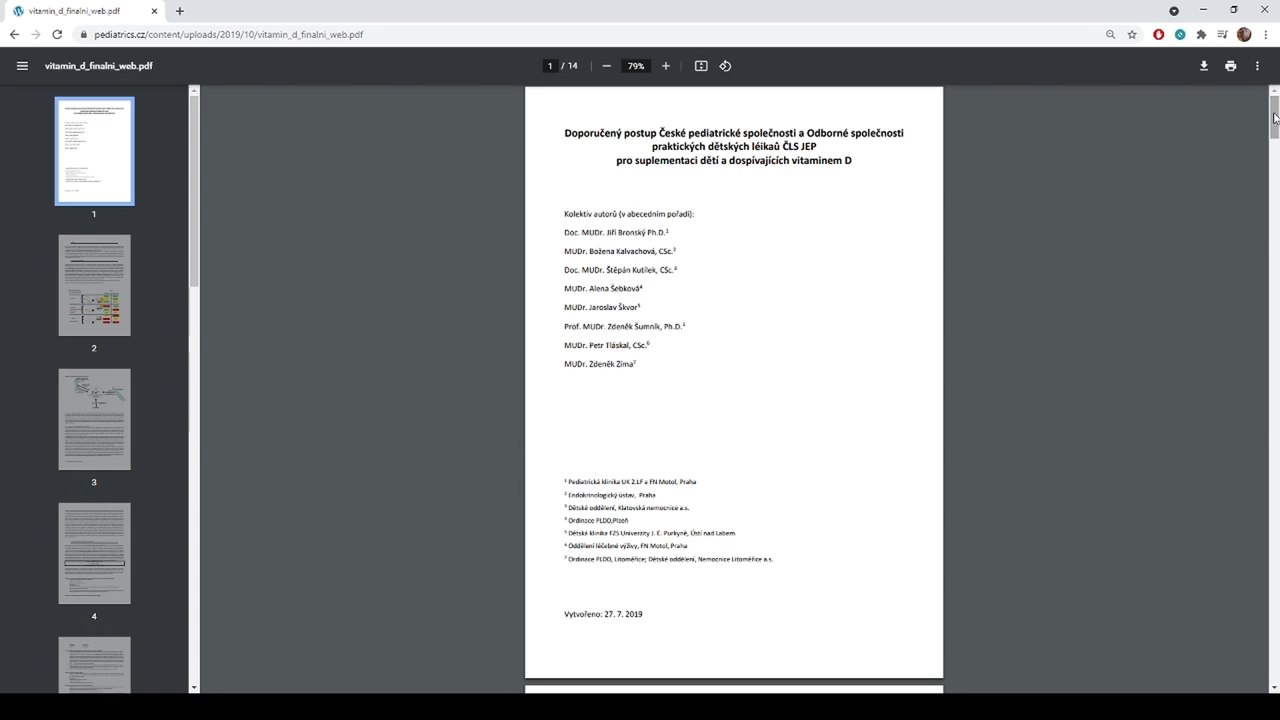 vitamin_d_finalni_web.pdf
pediatrics.cz/content/uploads/2019/10/vitamin_d_finalni_web.pdf
vitamin_d_finalni_web.pdf
1 / 14
79%
Doporučený postup České pediatrické společnosti a Odborné společnosti
praktických dětských lékařů ČLS JEP
pro suplementaci dětí a dospívajících vitaminem D
Kolektiv autorů (v abecedním pořadí):
Doc. MUDr. Jiří Bronský Ph.D.¹
MUDr. Božena Kalvachová, CSc.²
Doc. MUDr. Štěpán Kutílek, CSc.³
MUDr. Alena Šebková⁴
MUDr. Jaroslav Škvor⁵
Prof. MUDr. Zdeněk Šumník, Ph.D.¹
MUDr. Petr Tláskal, CSc.⁶
MUDr. Zdeněk Zíma⁷
¹ Pediatrická klinika UK 2.LF a FN Motol, Praha
² Endokrinologický ústav, Praha
³ Dětské oddělení, Klatovská nemocnice a.s.
⁴ Ordinace PLDD,Plzeň
⁵ Dětská klinika FZS Univerzity J. E. Purkyně, Ústí nad Labem
⁶ Oddělení léčebné výživy, FN Motol, Praha
⁷ Ordinace PLDD, Litoměřice; Dětské oddělení, Nemocnice Litoměřice a.s.
Vytvořeno: 27. 7. 2019
1
2
3
4